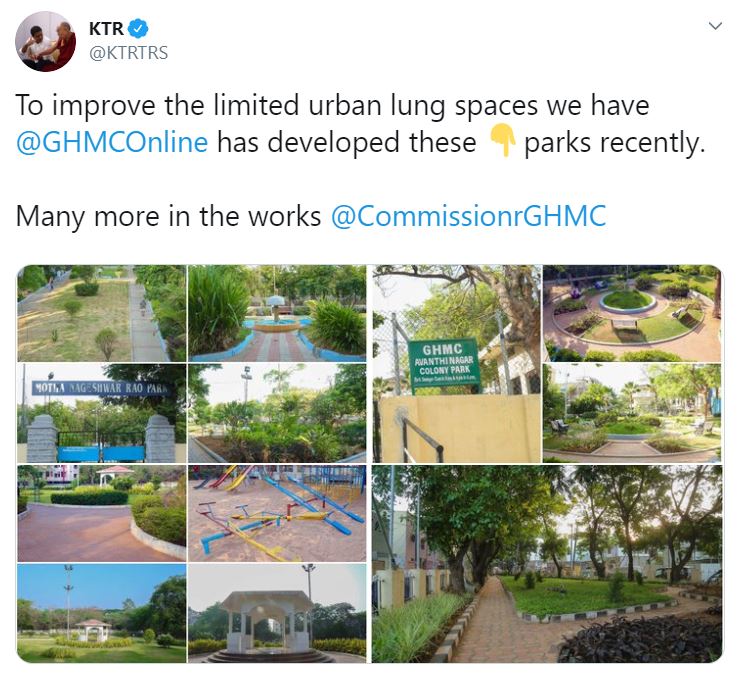 KTR
@KTRTRS
To improve the limited urban lung spaces we have
@GHMCOnline has developed these 👇 parks recently.
Many more in the works @CommissionrGHMC
MOTHA NAGESHWAR RAO PARK
GHMC
AVANTHI NAGAR
COLONY PARK